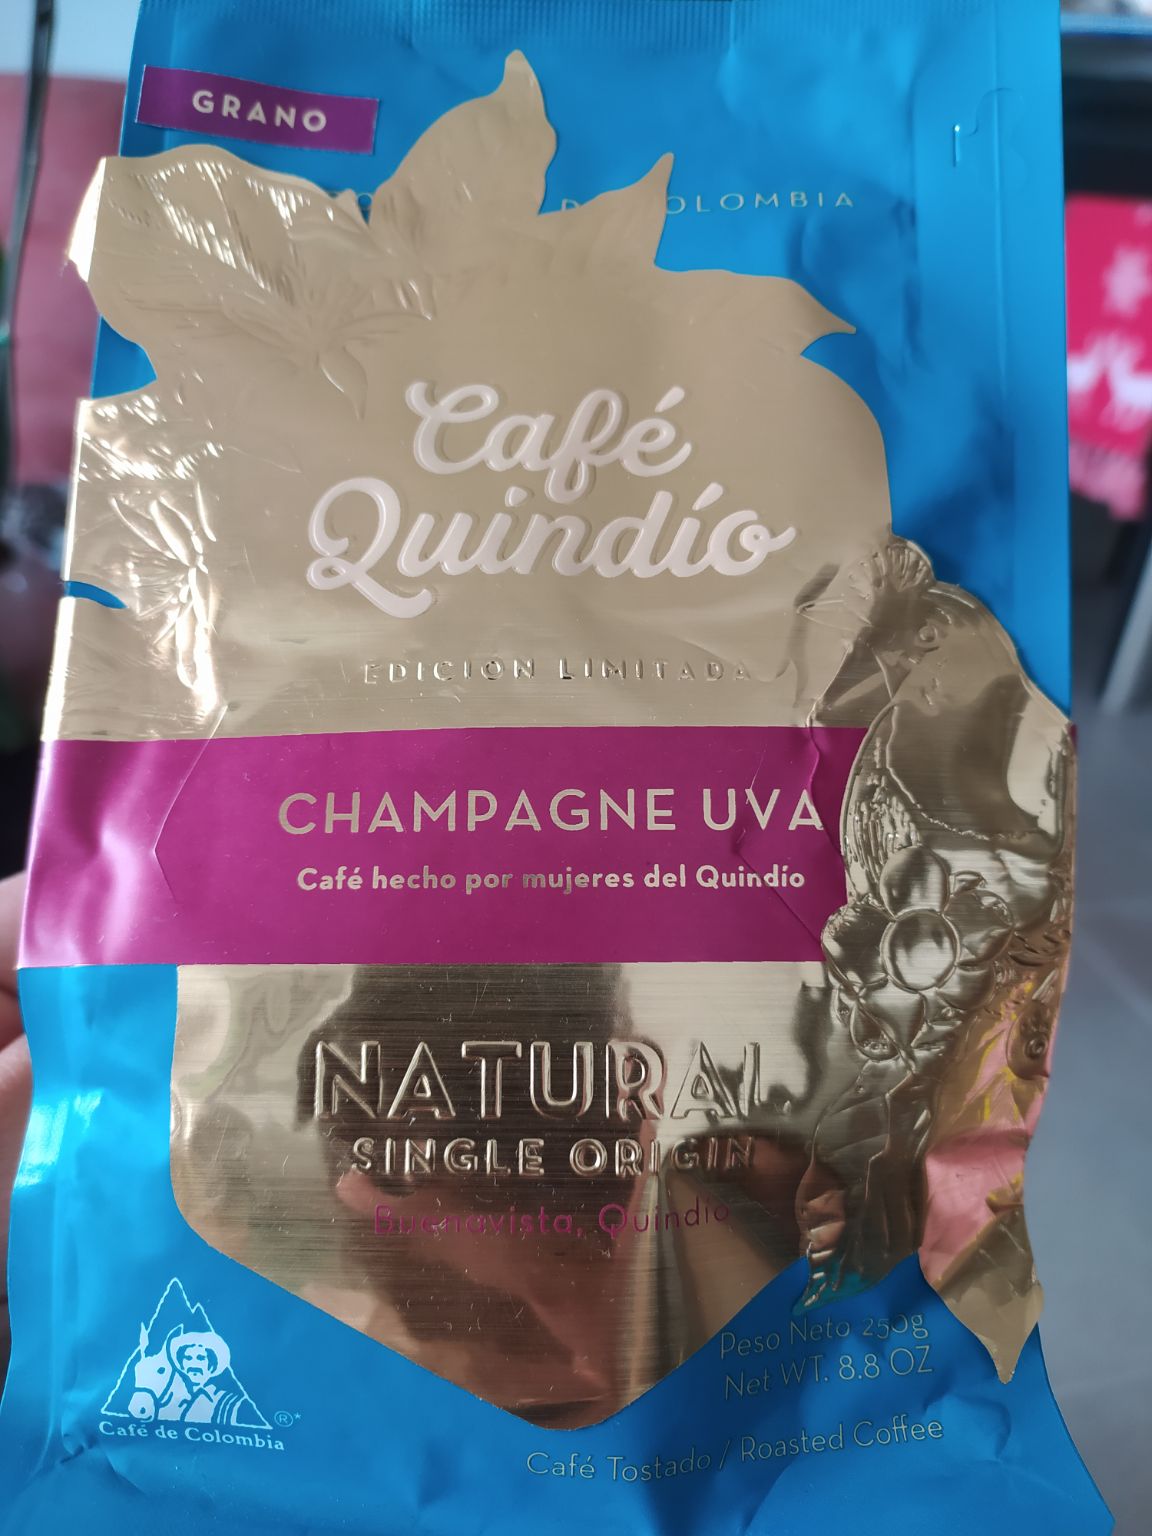 GRANO
COLOMBIA
Café
Quindío
EDICION LIMITADA
CHAMPAGNE UVA
Café hecho por mujeres del Quindío
NATURAL
SINGLE ORIGIN
Buenavista, Quindío
Peso Neto 250g
Net WT. 8.8 OZ
®*
Café de Colombia
Café Tostado / Roasted Coffee